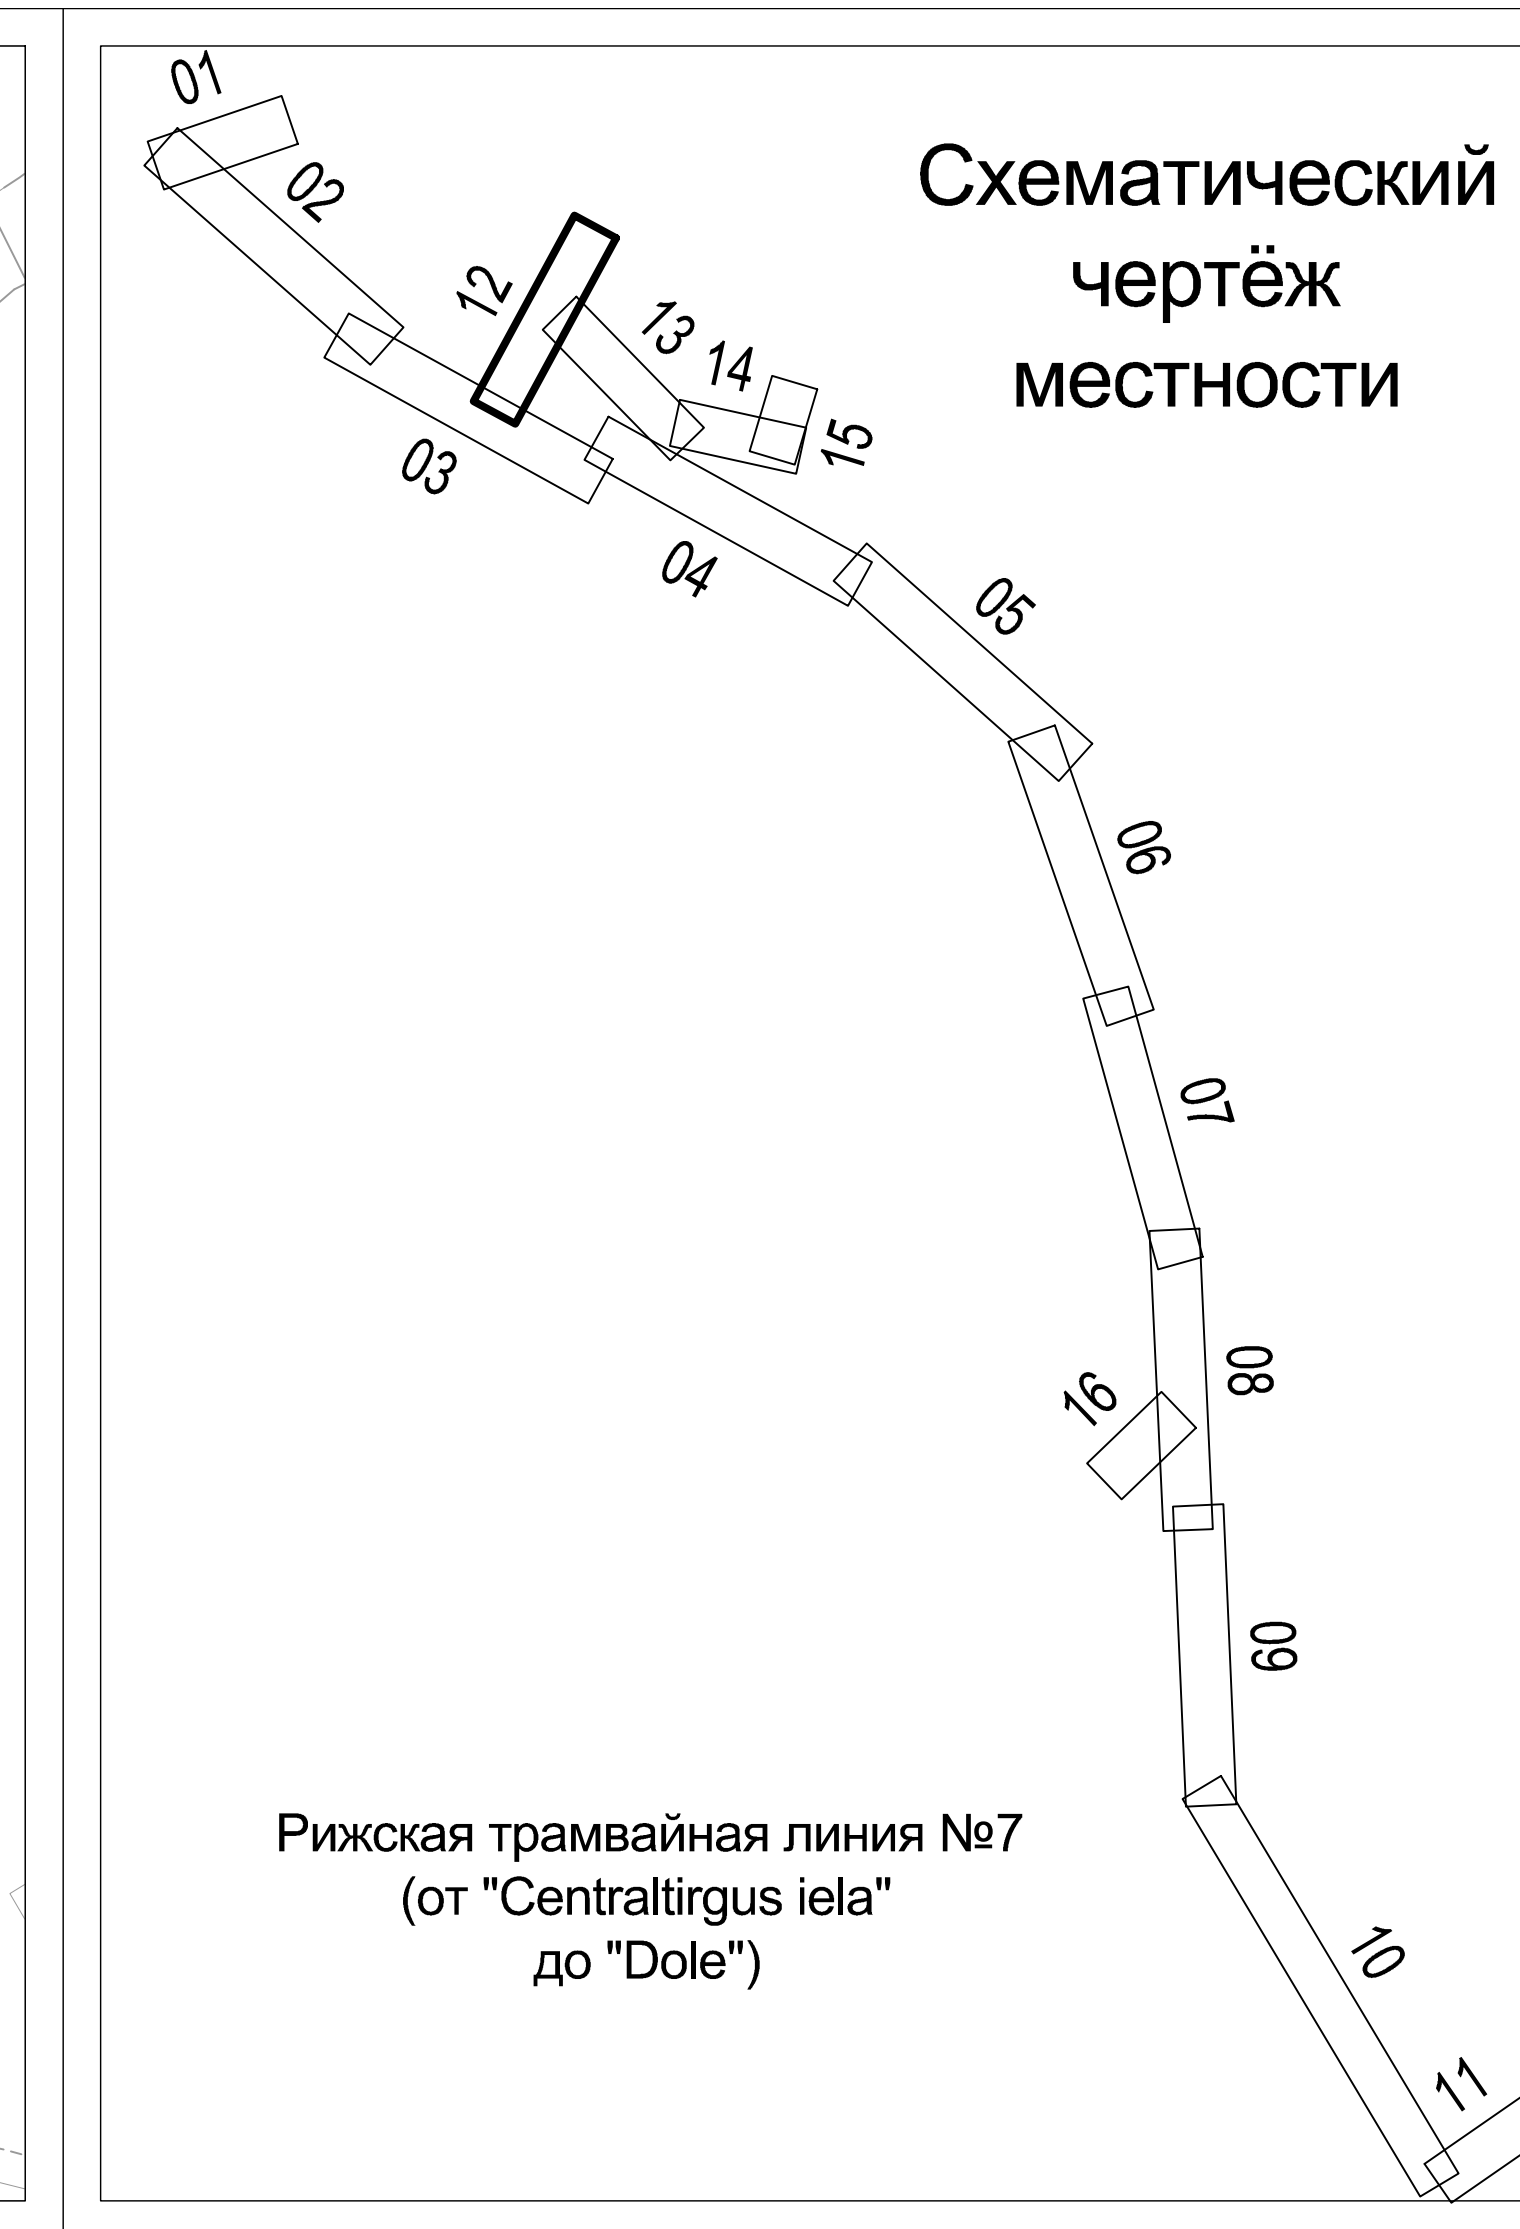 01
02
12
13
14
15
03
04
Схематический
чертёж
местности
05
06
07
08
16
09
Рижская трамвайная линия №7
(от "Centraltirgus iela"
до "Dole")
10
11